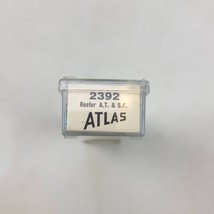 2392
Reefer A.T. & S.F.
ATLAS